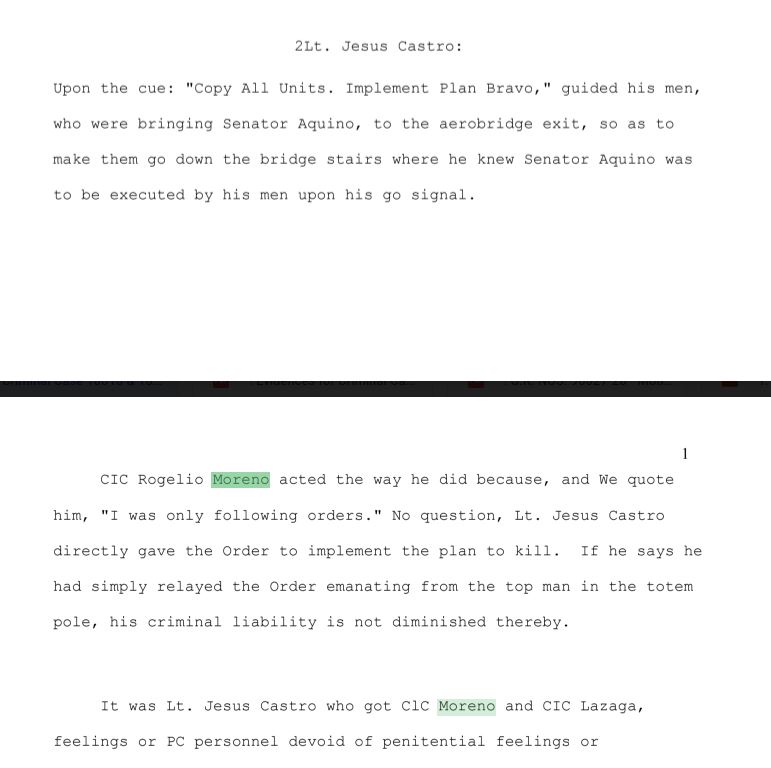 2Lt. Jesus Castro:
Upon the cue: "Copy All Units. Implement Plan Bravo," guided his men,
who were bringing Senator Aquino, to the aerobridge exit, so as to
make them go down the bridge stairs where he knew Senator Aquino was
to be executed by his men upon his go signal.
1
CIC Rogelio Moreno acted the way he did because, and We quote
him, "I was only following orders." No question, Lt. Jesus Castro
directly gave the Order to implement the plan to kill.  If he says he
had simply relayed the Order emanating from the top man in the totem
pole, his criminal liability is not diminished thereby.
It was Lt. Jesus Castro who got ClC Moreno and CIC Lazaga,
feelings or PC personnel devoid of penitential feelings or